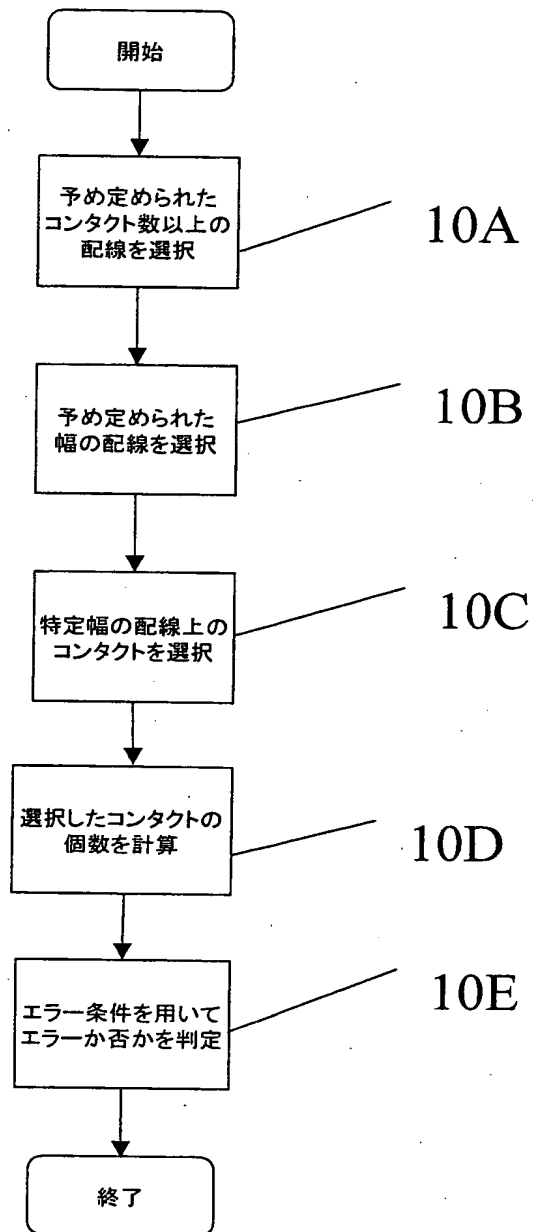 開始
予め定められた
コンタクト数以上の
配線を選択
10A
予め定められた
幅の配線を選択
10B
特定幅の配線上の
コンタクトを選択
10C
選択したコンタクトの
個数を計算
10D
エラー条件を用いて
エラーか否かを判定
10E
終了